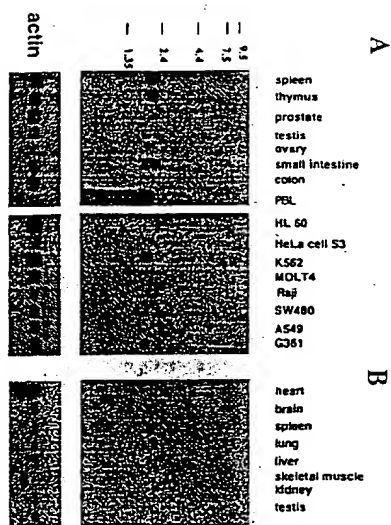 A
9.5
7.5
4.4
2.4
1.35
actin
spleen
thymus
prostate
testis
ovary
small intestine
colon
PBL
HL 60
HeLa cell S3
K562
MOLT4
Raji
SW480
A549
G361
B
heart
brain
spleen
lung
liver
skeletal muscle
kidney
testis
actin